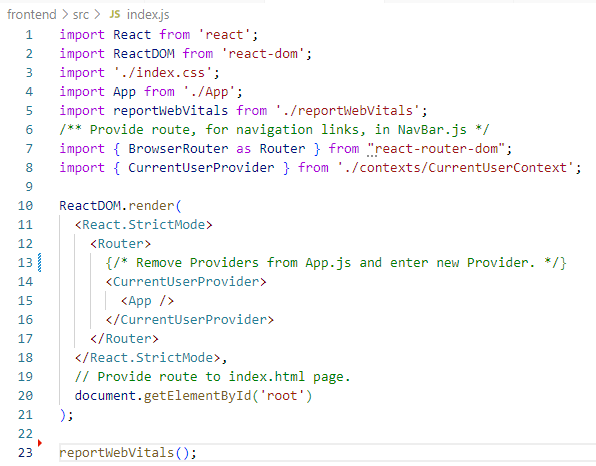 frontend > src > JS index.js
1 import React from 'react';
2 import ReactDOM from 'react-dom';
3 import './index.css';
4 import App from './App';
5 import reportWebVitals from './reportWebVitals';
6 /** Provide route, for navigation links, in NavBar.js */
7 import { BrowserRouter as Router } from "react-router-dom";
8 import { CurrentUserProvider } from './contexts/CurrentUserContext';
9
10 ReactDOM.render(
11   <React.StrictMode>
12     <Router>
13       {/* Remove Providers from App.js and enter new Provider. */}
14       <CurrentUserProvider>
15         <App />
16       </CurrentUserProvider>
17     </Router>
18   </React.StrictMode>,
19   // Provide route to index.html page.
20   document.getElementById('root')
21 );
22
23 reportWebVitals();